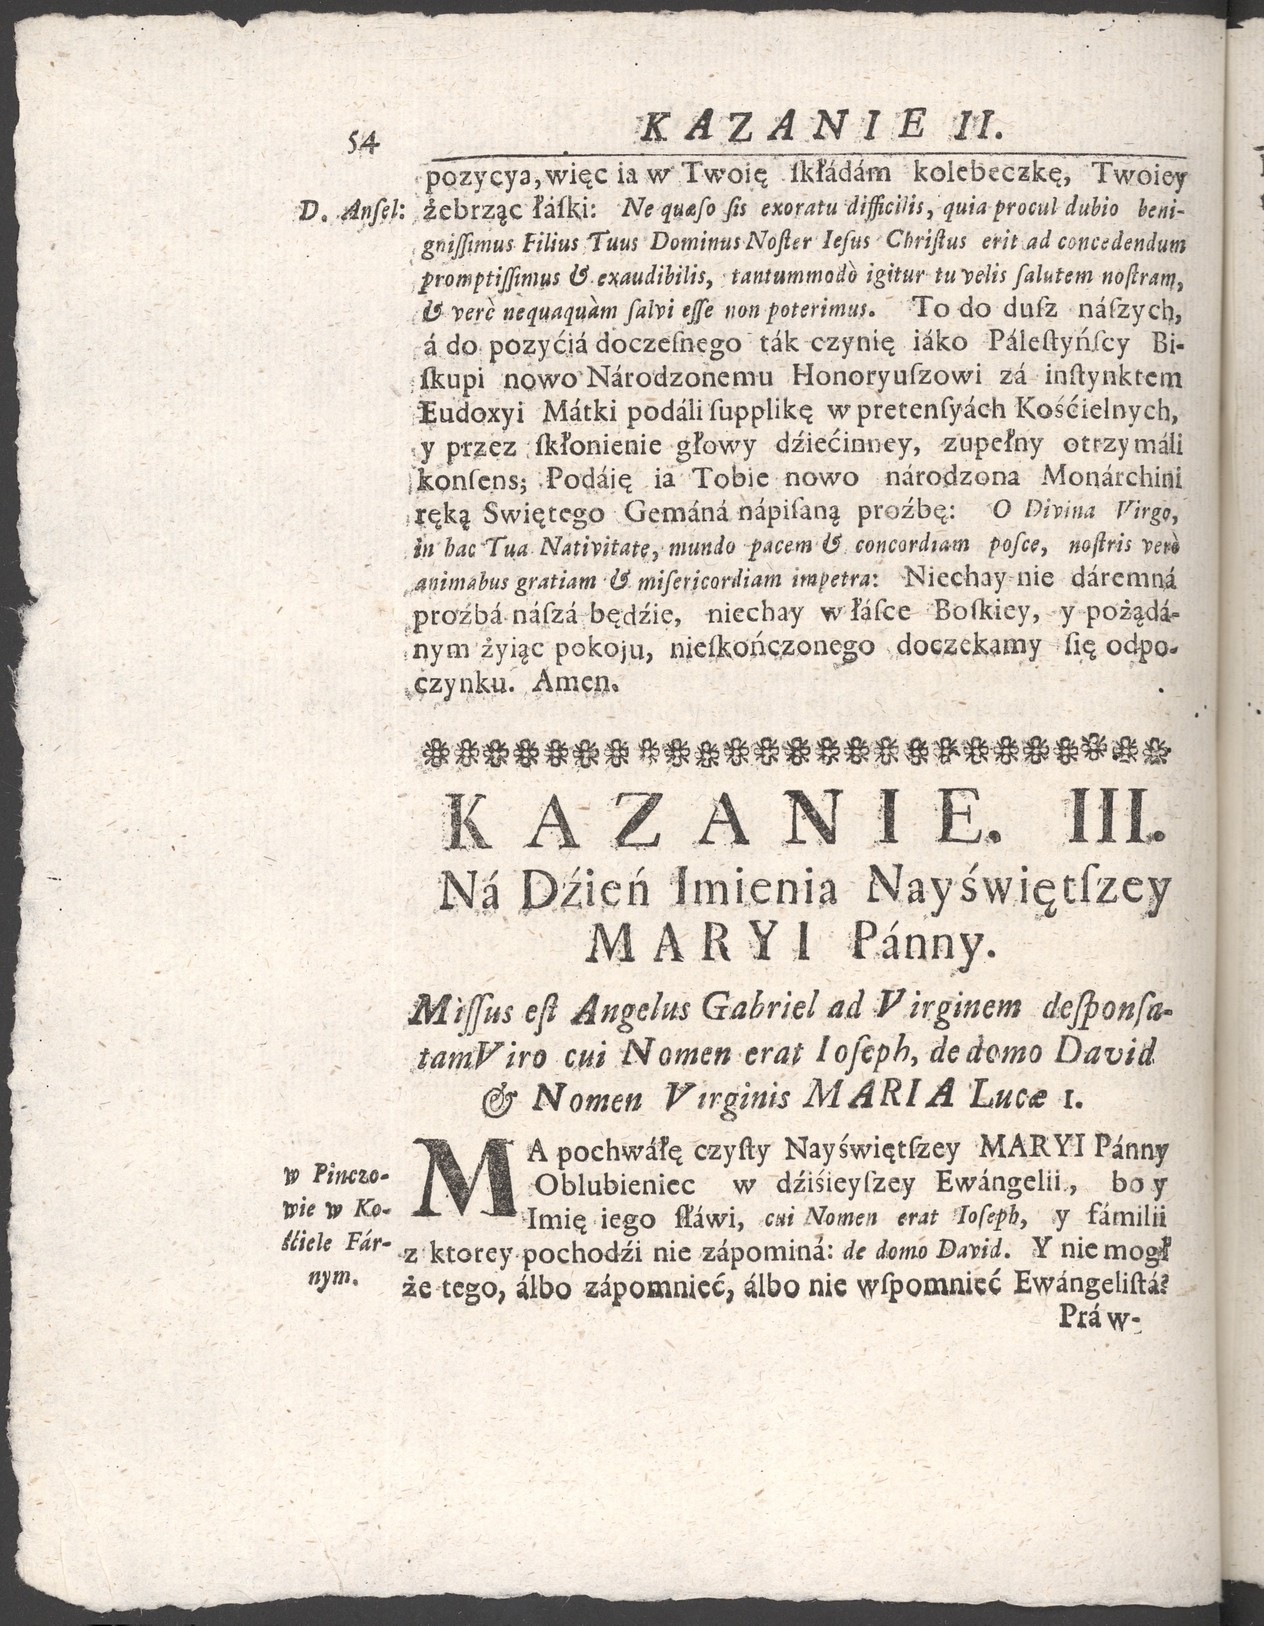 54
KAZANIE II.
pozycya, więc ia w Twoię ſkłádám kolebeczkę, Twoiey
D. Anſel:
żebrząc łáſki: Ne quæſo ſis exoratu difficilis, quia procul dubio beni-
gniſſimus Filius Tuus Dominus Noſter Ieſus Chriſtus erit ad concedendum
promptiſſimus & exaudibilis, tantummodò igitur tu velis ſalutem noſtram,
& verè nequaquàm ſalvi eſſe non poterimus. To do duſz náſzych,
á do pozyćiá doczeſnego ták czynię iáko Páleſtyńſcy Bi-
ſkupi nowo Národzonemu Honoryuſzowi zá inſtynktem
Eudoxyi Mátki podáli ſupplikę w pretenſyách Kośćielnych,
y przez ſkłonienie głowy dźiećinney, zupełny otrzymáli
konſens; Podáię ia Tobie nowo národzona Monárchini
ręką Swiętego Gemáná nápiſaną proźbę: O Divina Virgo,
in hac Tua Nativitate, mundo pacem & concordiam poſce, noſtris verò
animabus gratiam & miſericordiam impetra: Niechay nie dáremná
proźbá náſzá będźie, niechay w łáſce Boſkiey, y pożądá-
nym żyiąc pokoju, nieſkończonego doczekamy ſię odpo-
czynku. Amen.
KAZANIE. III.
Ná Dźień Imienia Nayświętſzey
MARYI Pánny.
Miſſus eſt Angelus Gabriel ad Virginem deſponſa-
tam Viro cui Nomen erat Ioſeph, de domo David
& Nomen Virginis MARIA Lucæ 1.
w Pinczo-
wie w Ko-
śćiele Fár-
nym.
MA pochwáłę czyſty Nayświętſzey MARYI Pánny
Oblubieniec w dźiśieyſzey Ewángelii, bo y
Imię iego ſłáwi, cui Nomen erat Ioſeph, y fámilii
z ktorey pochodźi nie zápominá: de domo David. Y nie mogł
że tego, álbo zápomnieć, álbo nie wſpomnieć Ewángeliſtá?
Práw-